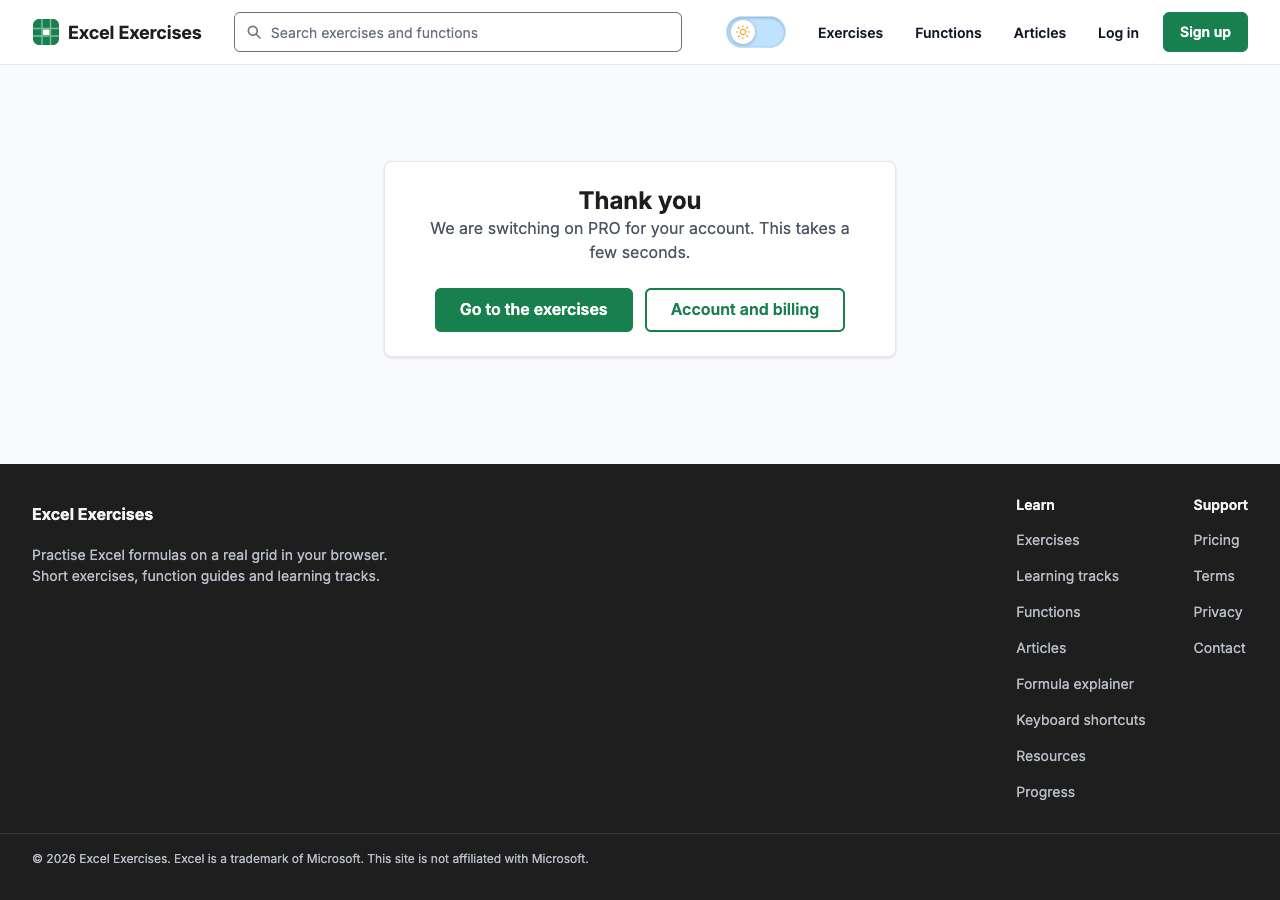 Excel Exercises
Search exercises and functions
Exercises
Functions
Articles
Log in
Sign up
Thank you
We are switching on PRO for your account. This takes a
few seconds.
Go to the exercises
Account and billing
Excel Exercises
Practise Excel formulas on a real grid in your browser.
Short exercises, function guides and learning tracks.
Learn
Exercises
Learning tracks
Functions
Articles
Formula explainer
Keyboard shortcuts
Resources
Progress
Support
Pricing
Terms
Privacy
Contact
© 2026 Excel Exercises. Excel is a trademark of Microsoft. This site is not affiliated with Microsoft.